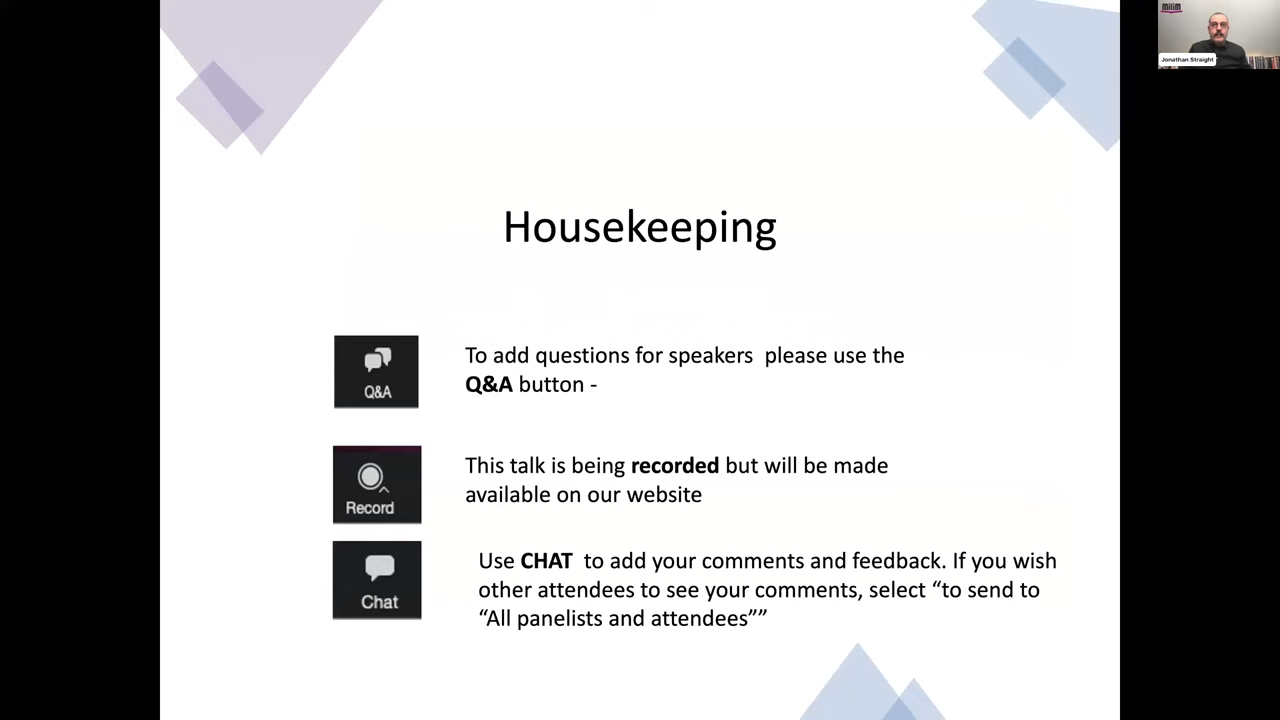 milim
Jonathan Straight
Housekeeping
Q&A
To add questions for speakers  please use the
Q&A button -
Record
This talk is being recorded but will be made
available on our website
Chat
Use CHAT  to add your comments and feedback. If you wish
other attendees to see your comments, select “to send to
“All panelists and attendees””